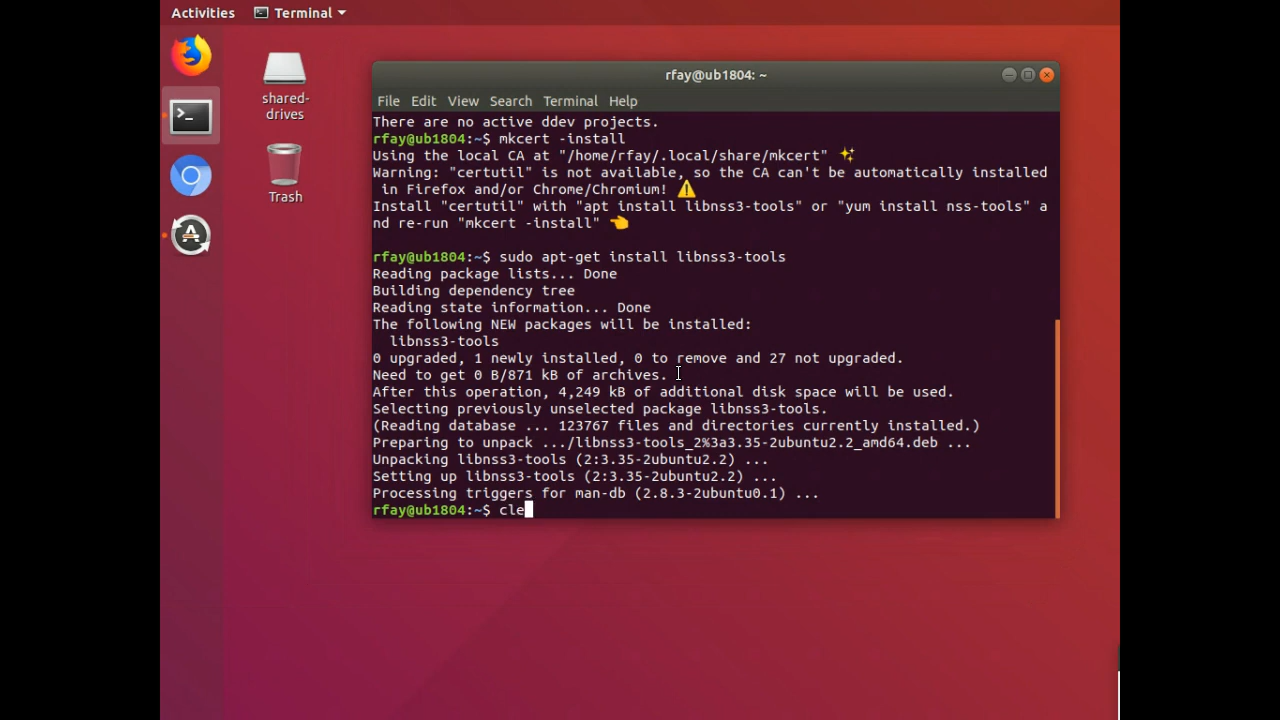 Activities
Terminal
shared-
drives
Trash
rfay@ub1804: ~
File Edit View Search Terminal Help
There are no active ddev projects.
rfay@ub1804:~$ mkcert -install
Using the local CA at "/home/rfay/.local/share/mkcert" ✨
Warning: "certutil" is not available, so the CA can't be automatically installed
 in Firefox and/or Chrome/Chromium! ⚠️
Install "certutil" with "apt install libnss3-tools" or "yum install nss-tools" a
nd re-run "mkcert -install" 👈
rfay@ub1804:~$ sudo apt-get install libnss3-tools
Reading package lists... Done
Building dependency tree
Reading state information... Done
The following NEW packages will be installed:
  libnss3-tools
0 upgraded, 1 newly installed, 0 to remove and 27 not upgraded.
Need to get 0 B/871 kB of archives.
After this operation, 4,249 kB of additional disk space will be used.
Selecting previously unselected package libnss3-tools.
(Reading database ... 123767 files and directories currently installed.)
Preparing to unpack .../libnss3-tools_2%3a3.35-2ubuntu2.2_amd64.deb ...
Unpacking libnss3-tools (2:3.35-2ubuntu2.2) ...
Setting up libnss3-tools (2:3.35-2ubuntu2.2) ...
Processing triggers for man-db (2.8.3-2ubuntu0.1) ...
rfay@ub1804:~$ cle